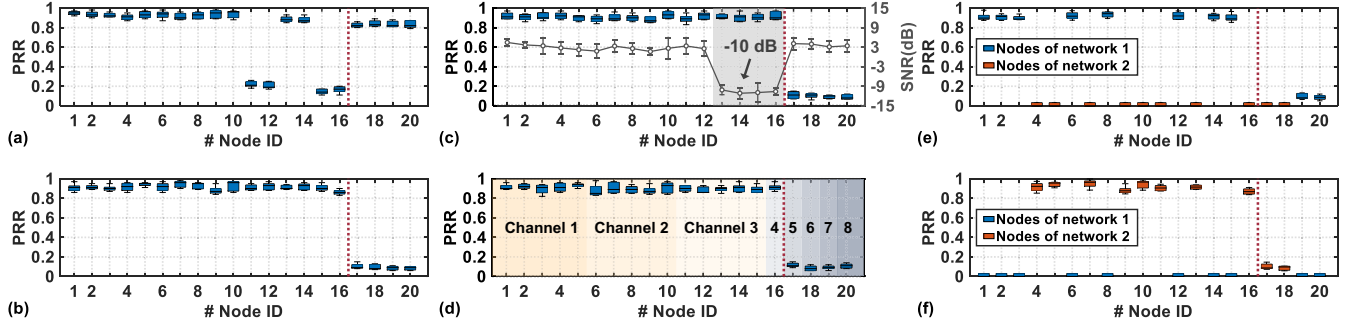 1
0.8
0.6
0.4
0.2
0
PRR
1 2 4 6 8 10 12 14 16 18 20
# Node ID
(a)
1
0.8
0.6
0.4
0.2
0
PRR
1 2 4 6 8 10 12 14 16 18 20
# Node ID
(b)
1
0.8
0.6
0.4
0.2
0
PRR
-10 dB
15
9
3
-3
-9
-15
SNR(dB)
1 2 4 6 8 10 12 14 16 18 20
# Node ID
(c)
1
0.8
0.6
0.4
0.2
0
PRR
Channel 1 Channel 2 Channel 3 4 5 6 7 8
1 2 4 6 8 10 12 14 16 18 20
# Node ID
(d)
1
0.8
0.6
0.4
0.2
0
PRR
Nodes of network 1
Nodes of network 2
1 2 4 6 8 10 12 14 16 18 20
# Node ID
(e)
1
0.8
0.6
0.4
0.2
0
PRR
Nodes of network 1
Nodes of network 2
1 2 4 6 8 10 12 14 16 18 20
# Node ID
(f)